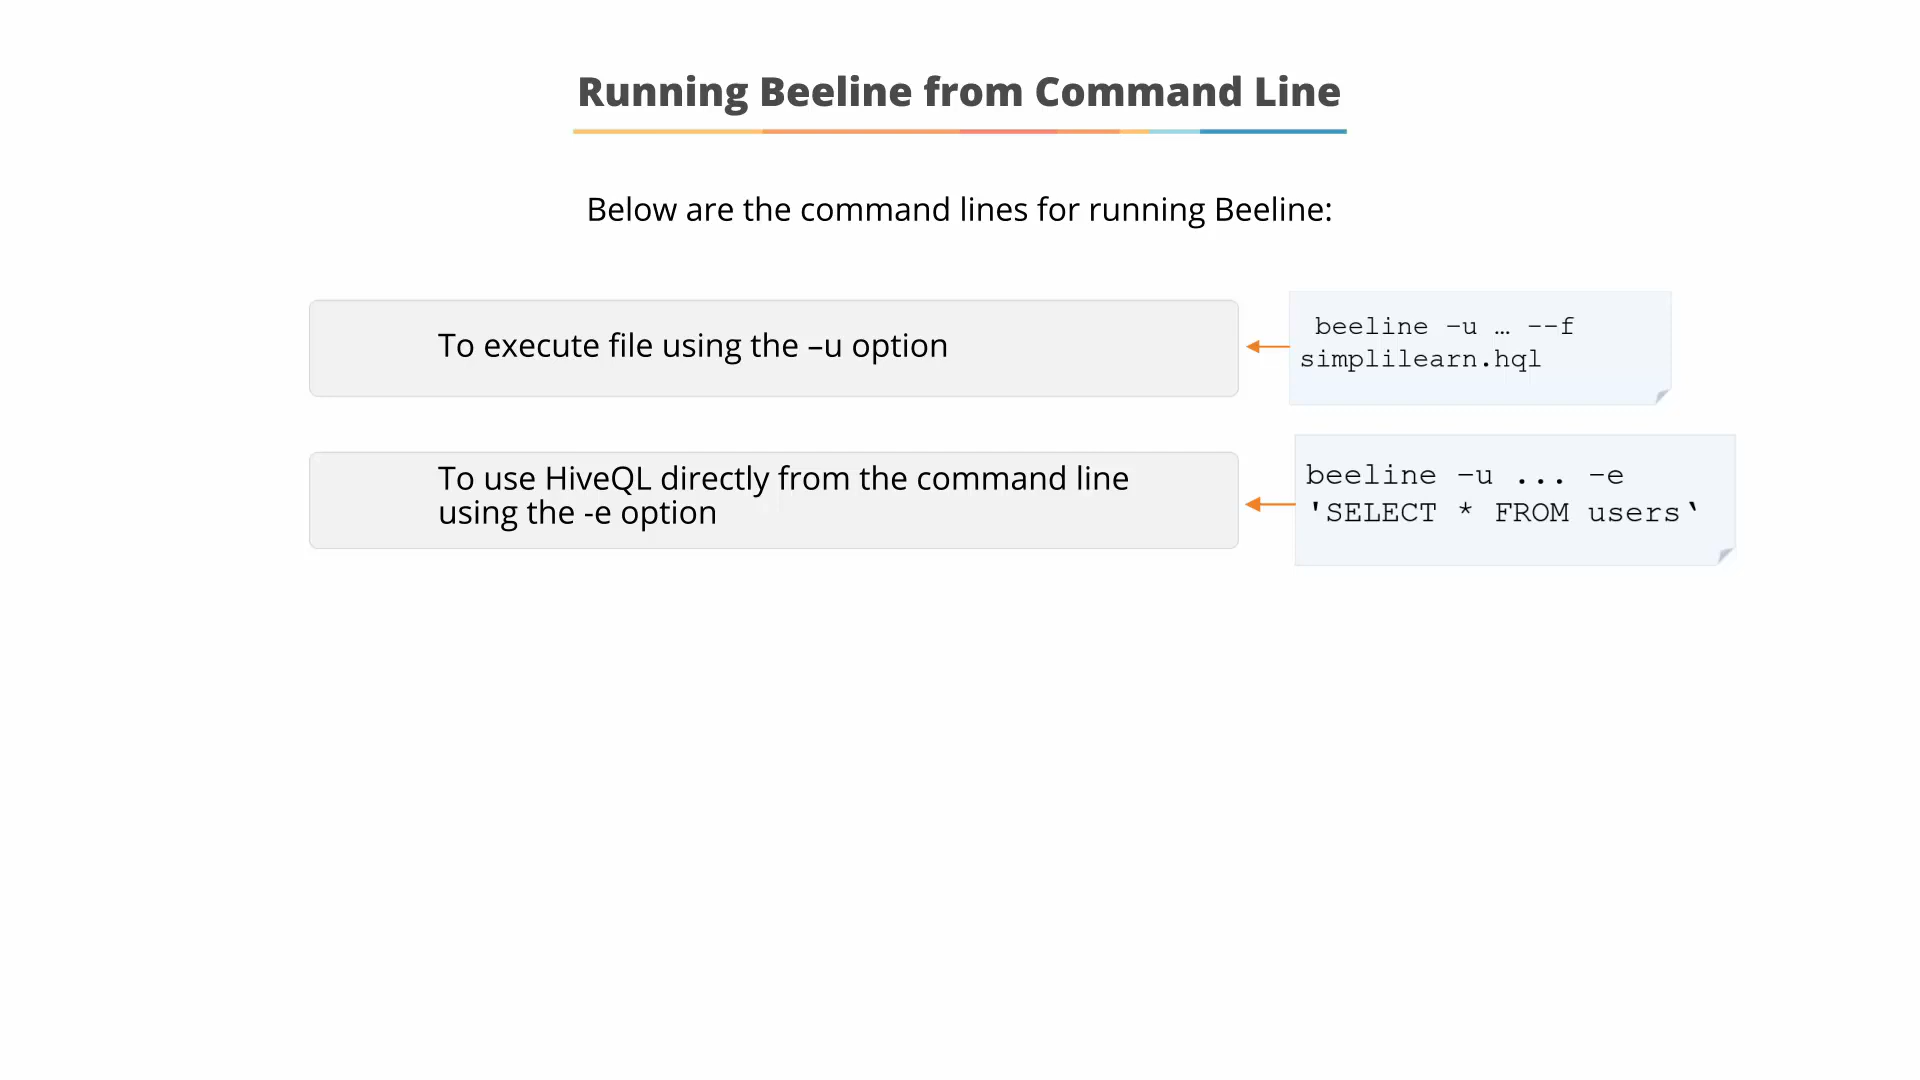 Running Beeline from Command Line
Below are the command lines for running Beeline:
To execute file using the –u option
beeline –u … --f
simplilearn.hql
To use HiveQL directly from the command line
using the -e option
beeline –u ... –e
'SELECT * FROM users‛